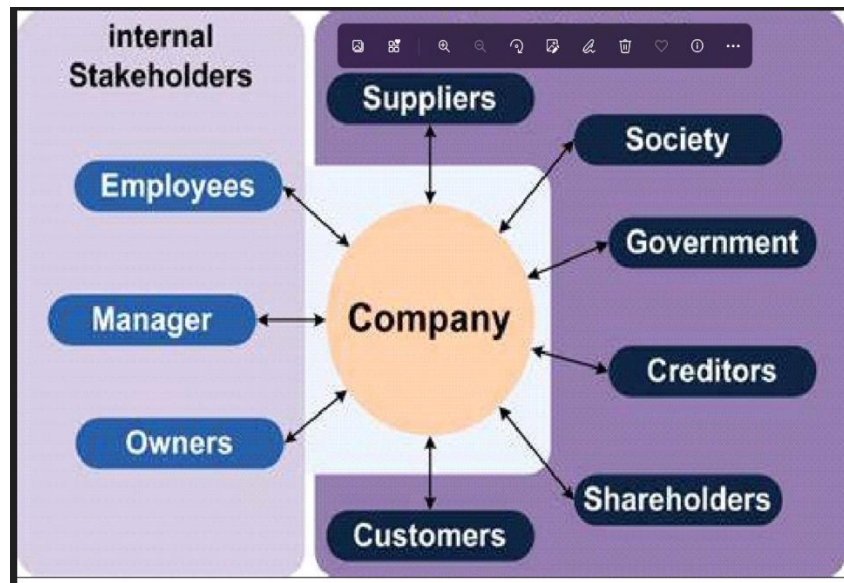 internal
Stakeholders
Suppliers
Society
Employees
Government
Manager
Company
Creditors
Owners
Shareholders
Customers